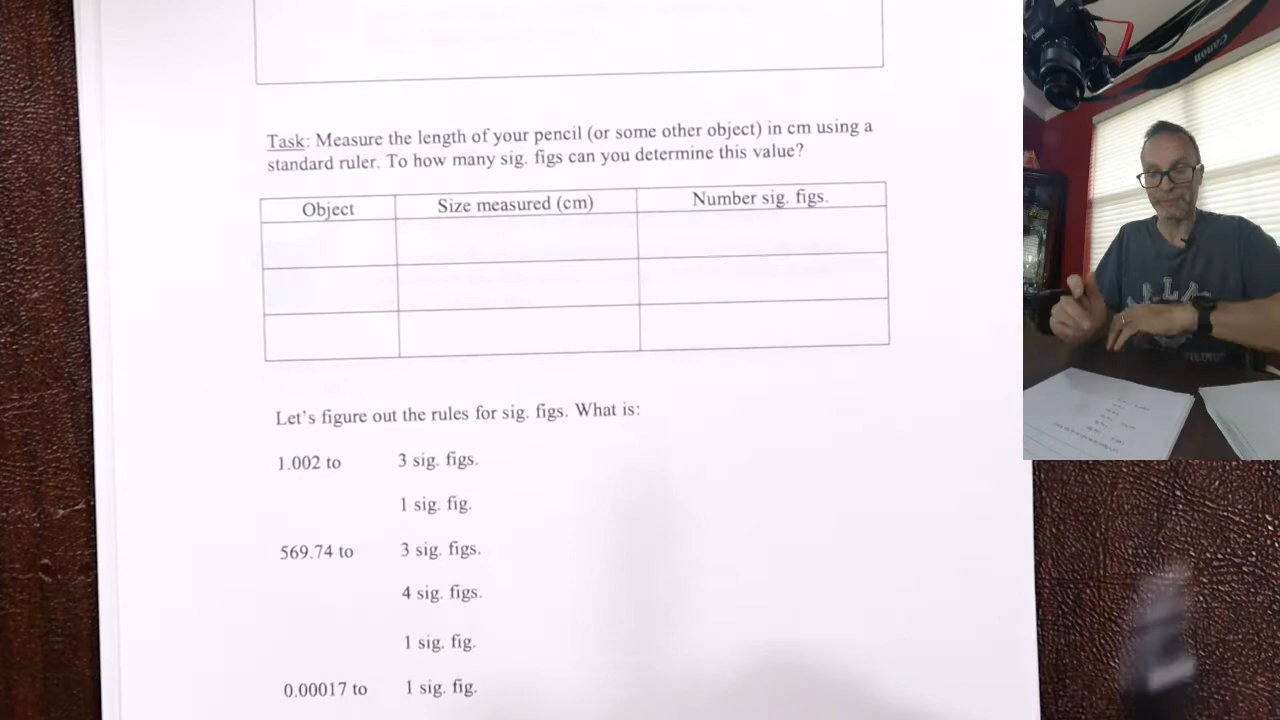 Task: Measure the length of your pencil (or some other object) in cm using a
standard ruler. To how many sig. figs can you determine this value?
Object Size measured (cm) Number sig. figs.
Let's figure out the rules for sig. figs. What is:
1.002 to 3 sig. figs.
1 sig. fig.
569.74 to 3 sig. figs.
4 sig. figs.
1 sig. fig.
0.00017 to 1 sig. fig.
Canon
Canon